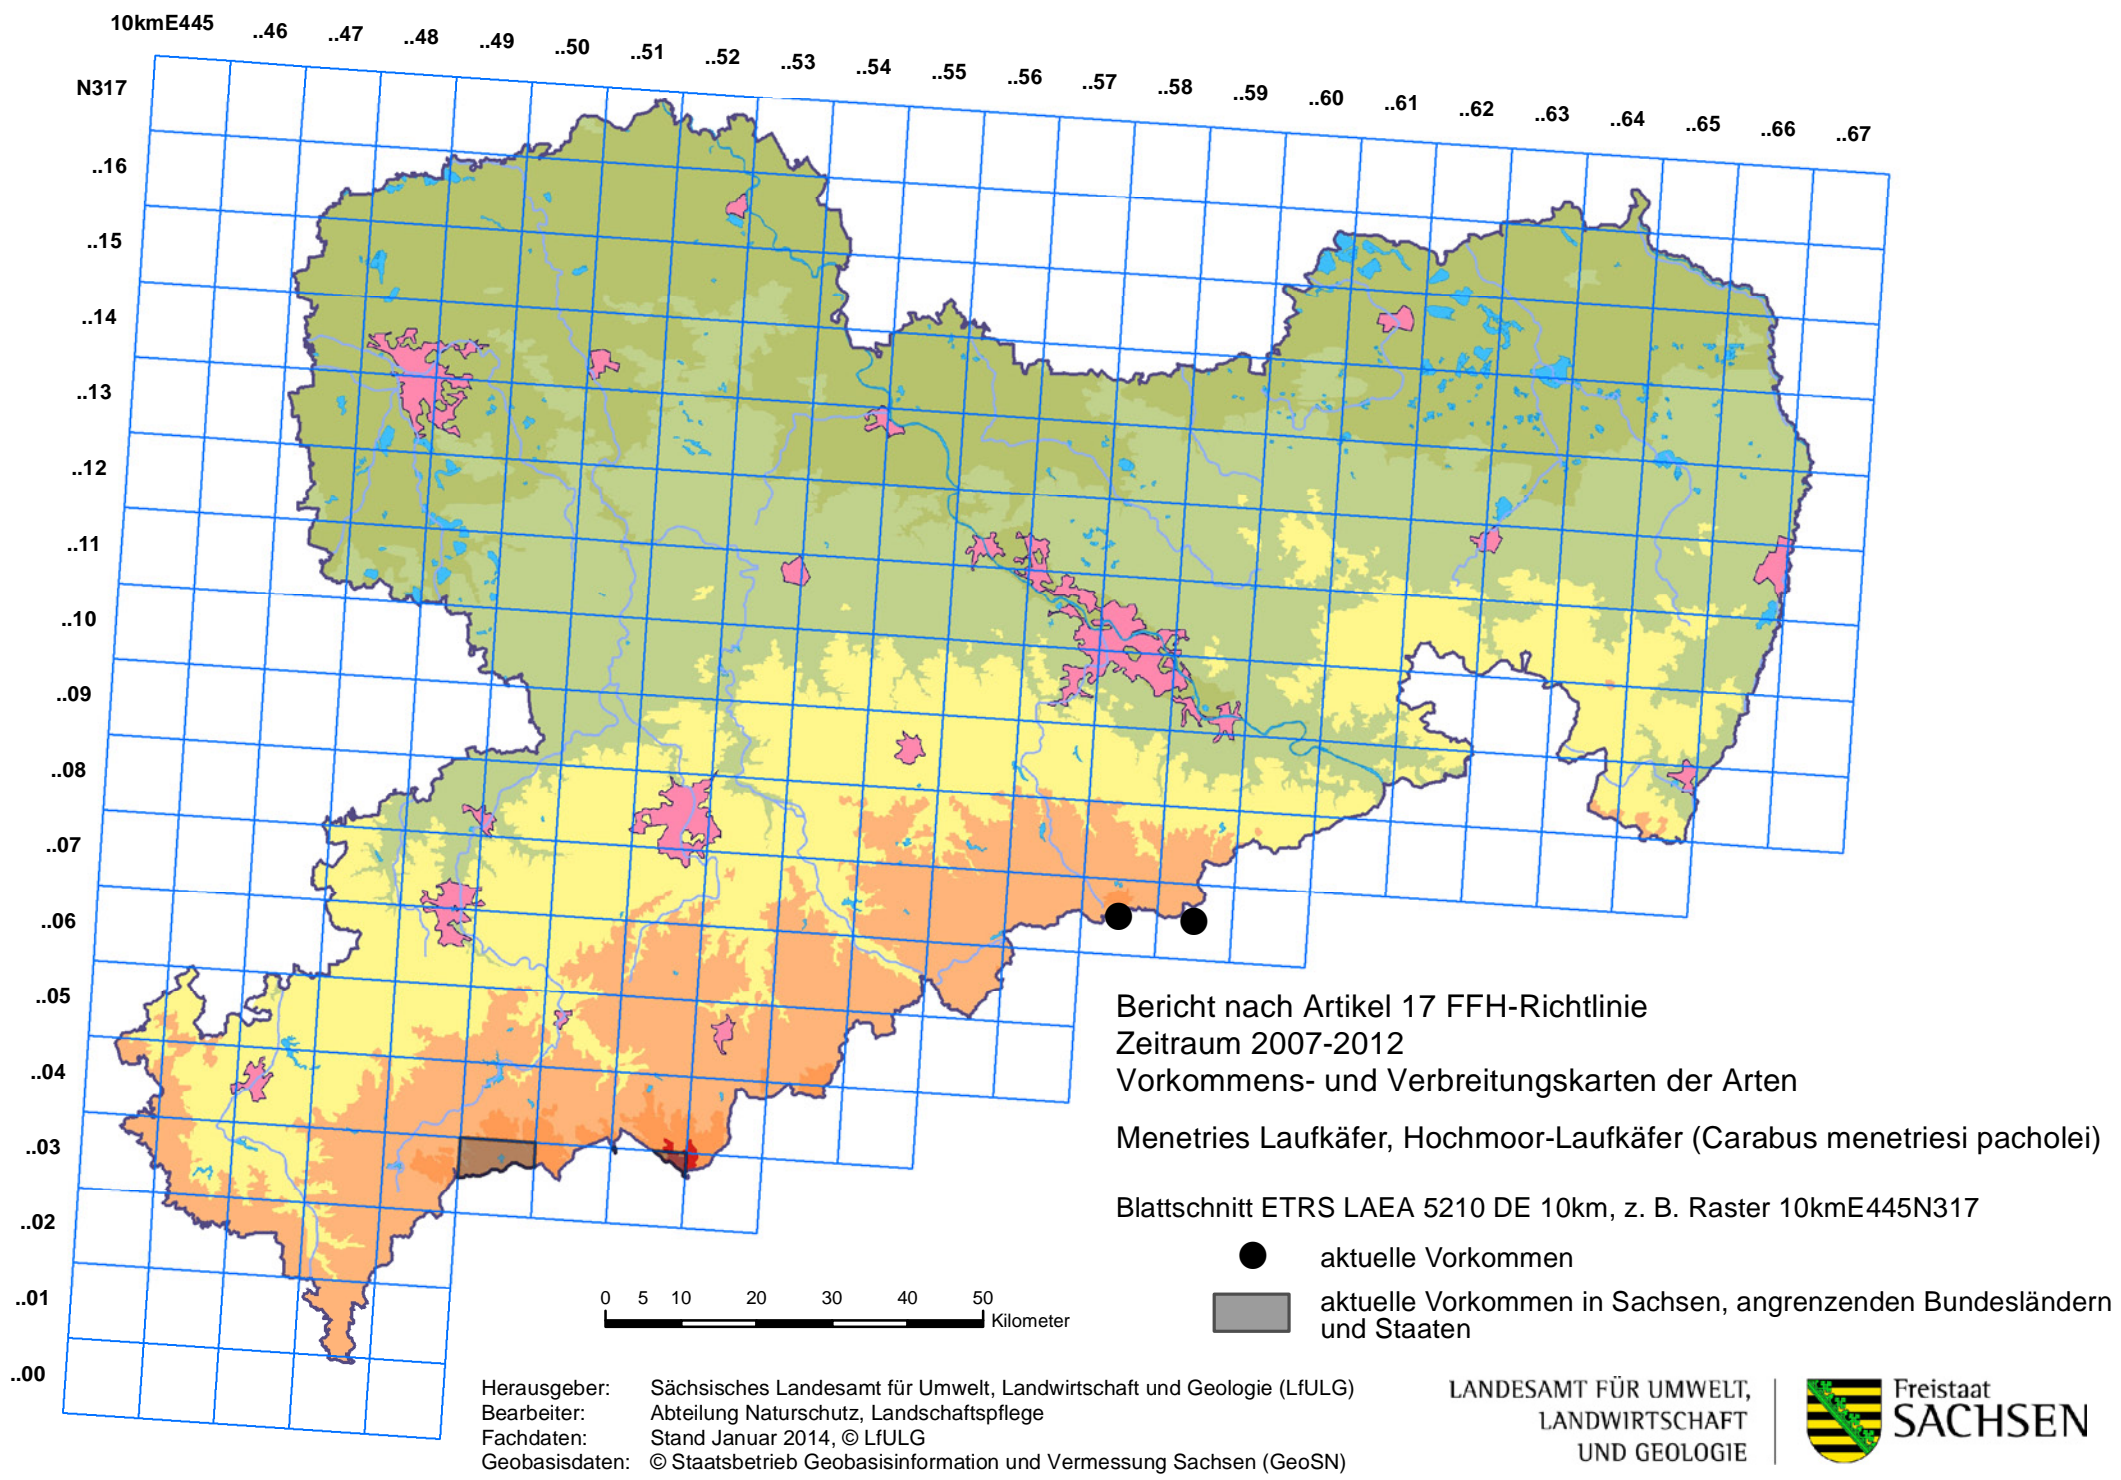 10kmE445 ..46 ..47 ..48 ..49 ..50 ..51 ..52 ..53 ..54 ..55 ..56 ..57 ..58 ..59 ..60 ..61 ..62 ..63 ..64 ..65 ..66 ..67
N317
..16
..15
..14
..13
..12
..11
..10
..09
..08
..07
..06
..05
..04
..03
..02
..01
..00
Bericht nach Artikel 17 FFH-Richtlinie
Zeitraum 2007-2012
Vorkommens- und Verbreitungskarten der Arten
Menetries Laufkäfer, Hochmoor-Laufkäfer (Carabus menetriesi pacholei)
Blattschnitt ETRS LAEA 5210 DE 10km, z. B. Raster 10kmE445N317
aktuelle Vorkommen
aktuelle Vorkommen in Sachsen, angrenzenden Bundesländern
und Staaten
0 5 10 20 30 40 50
Kilometer
Herausgeber: Sächsisches Landesamt für Umwelt, Landwirtschaft und Geologie (LfULG)
Bearbeiter: Abteilung Naturschutz, Landschaftspflege
Fachdaten: Stand Januar 2014, © LfULG
Geobasisdaten: © Staatsbetrieb Geobasisinformation und Vermessung Sachsen (GeoSN)
LANDESAMT FÜR UMWELT,
LANDWIRTSCHAFT
UND GEOLOGIE
Freistaat
SACHSEN